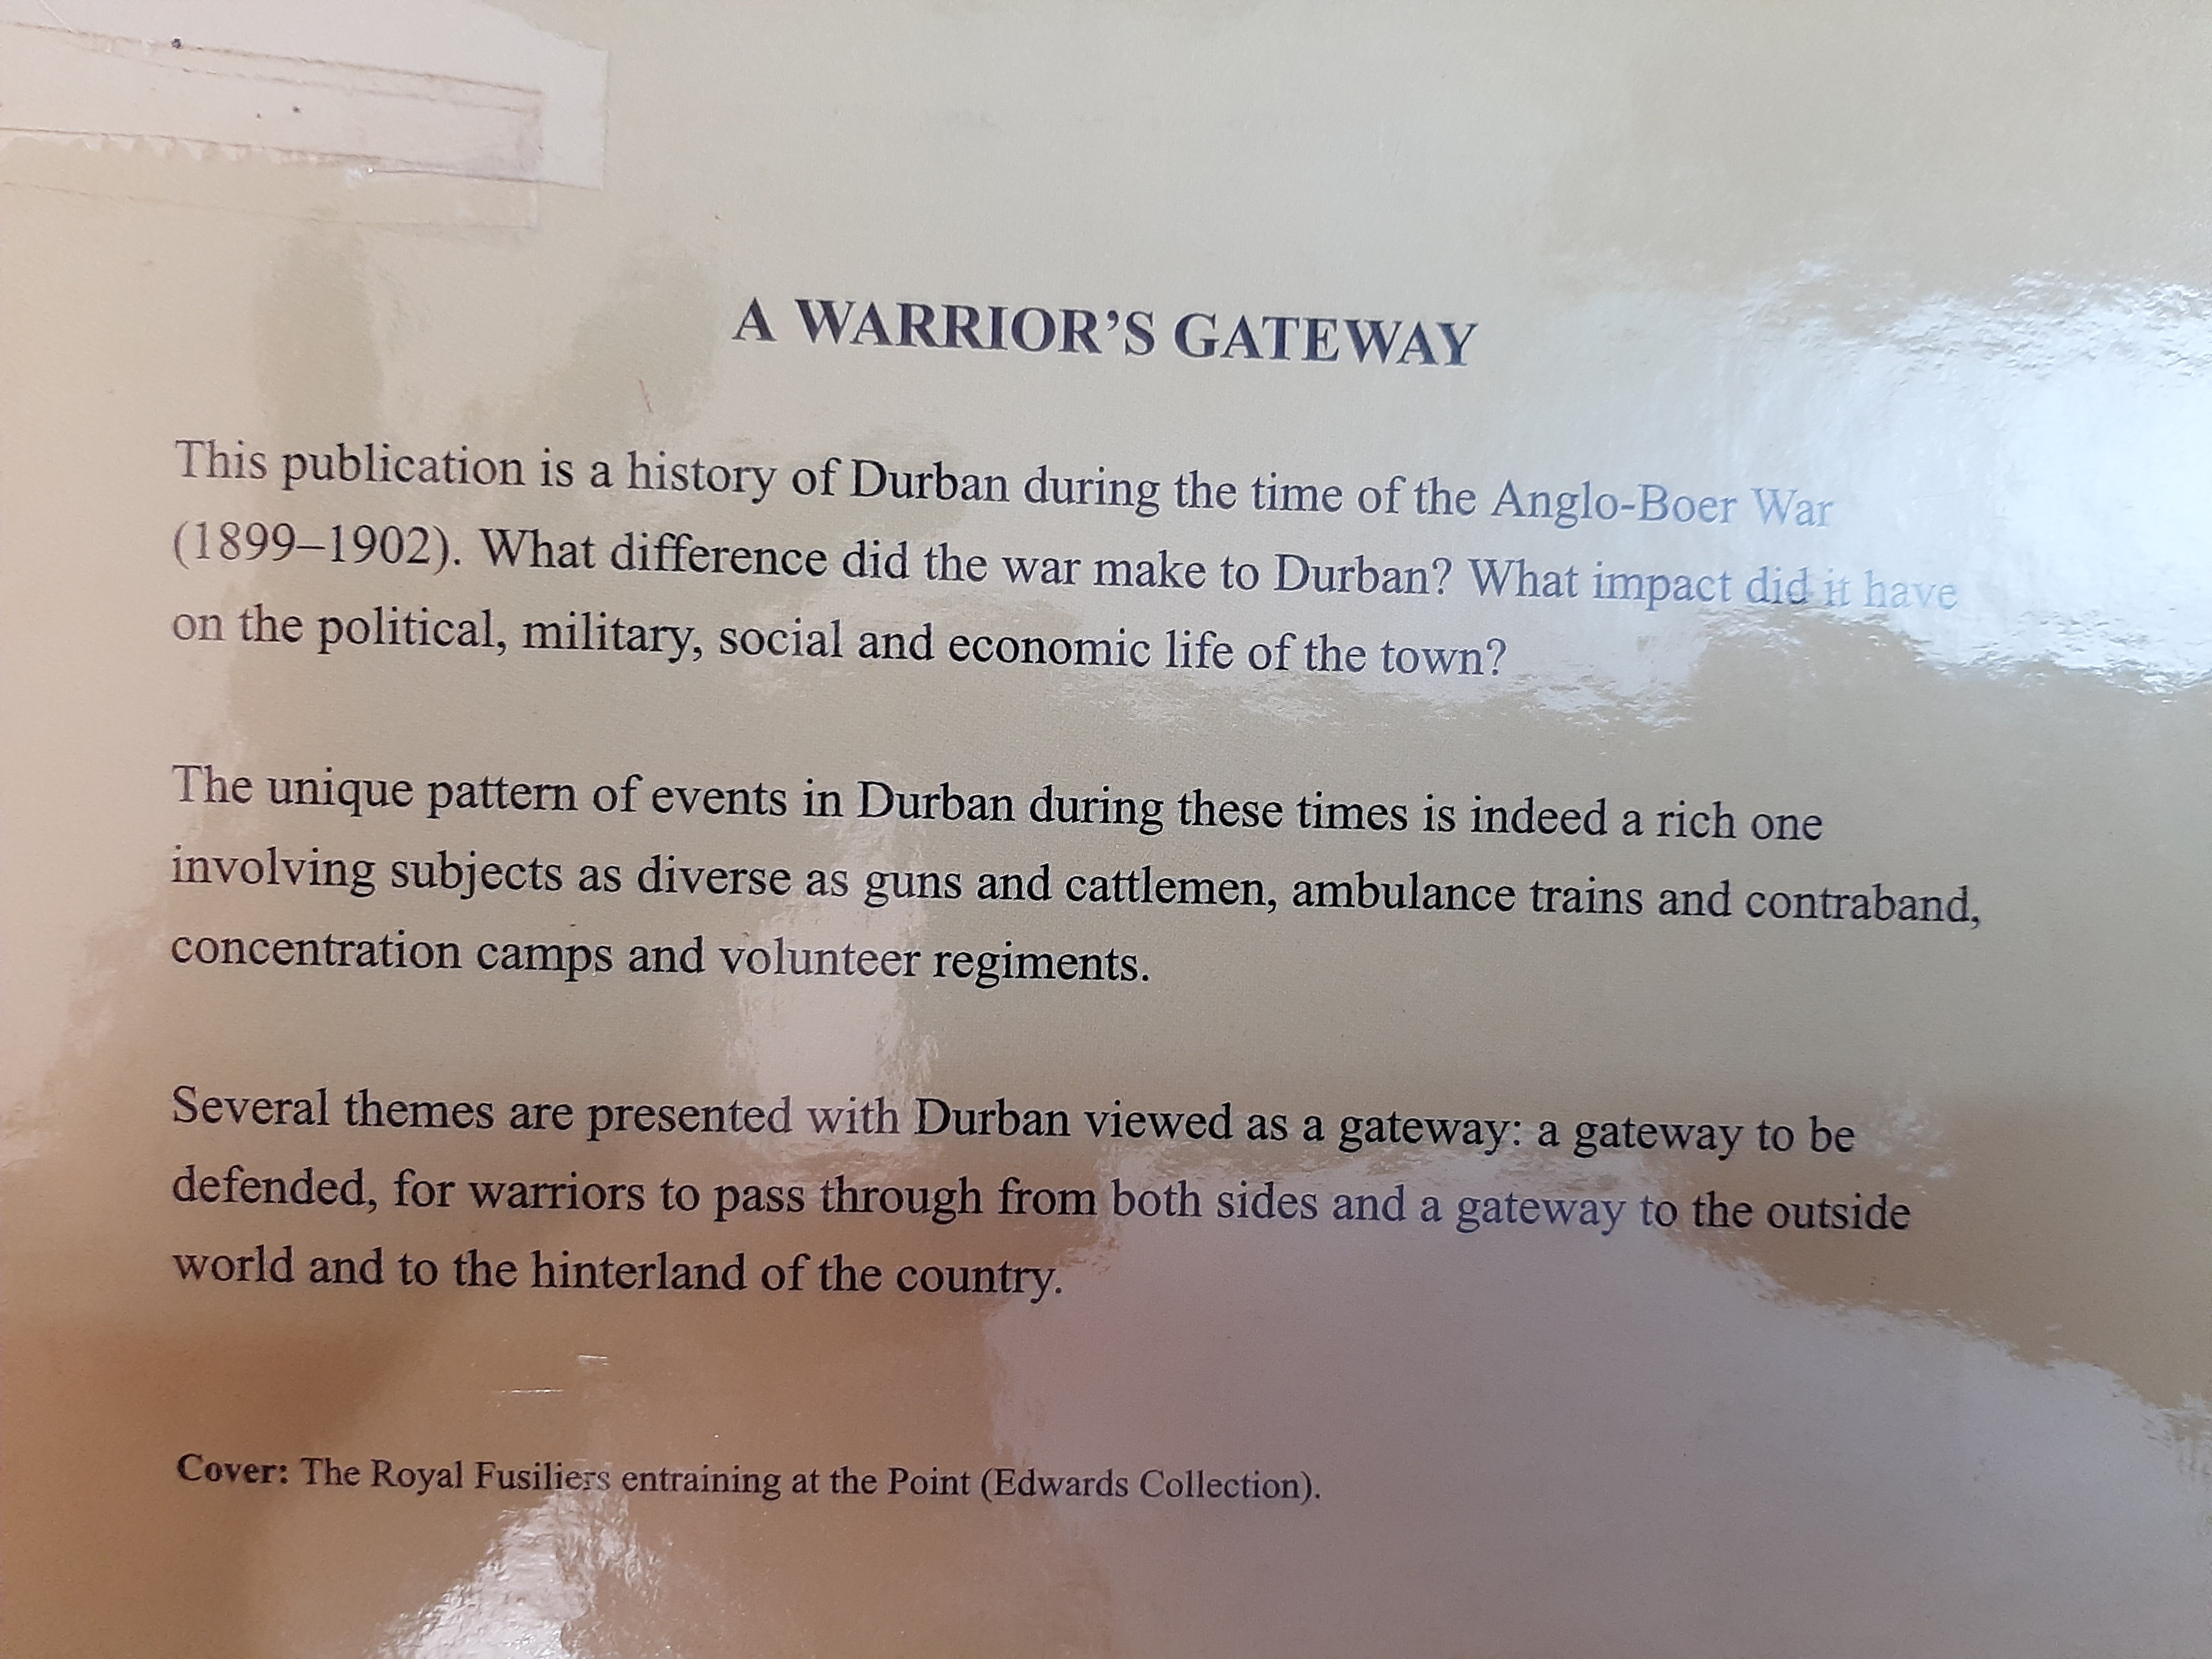 A WARRIOR’S GATEWAY
This publication is a history of Durban during the time of the Anglo-Boer War
(1899–1902). What difference did the war make to Durban? What impact did it have
on the political, military, social and economic life of the town?
The unique pattern of events in Durban during these times is indeed a rich one
involving subjects as diverse as guns and cattlemen, ambulance trains and contraband,
concentration camps and volunteer regiments.
Several themes are presented with Durban viewed as a gateway: a gateway to be
defended, for warriors to pass through from both sides and a gateway to the outside
world and to the hinterland of the country.
Cover: The Royal Fusiliers entraining at the Point (Edwards Collection).